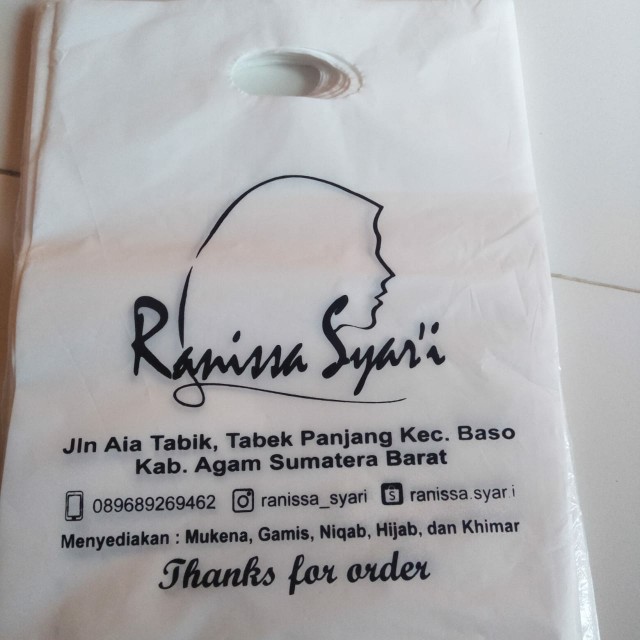 Ranissa Syar'i
Jln Aia Tabik, Tabek Panjang Kec. Baso
Kab. Agam Sumatera Barat
089689269462 ranissa_syari S ranissa.syar.i
Menyediakan : Mukena, Gamis, Niqab, Hijab, dan Khimar
Thanks for order